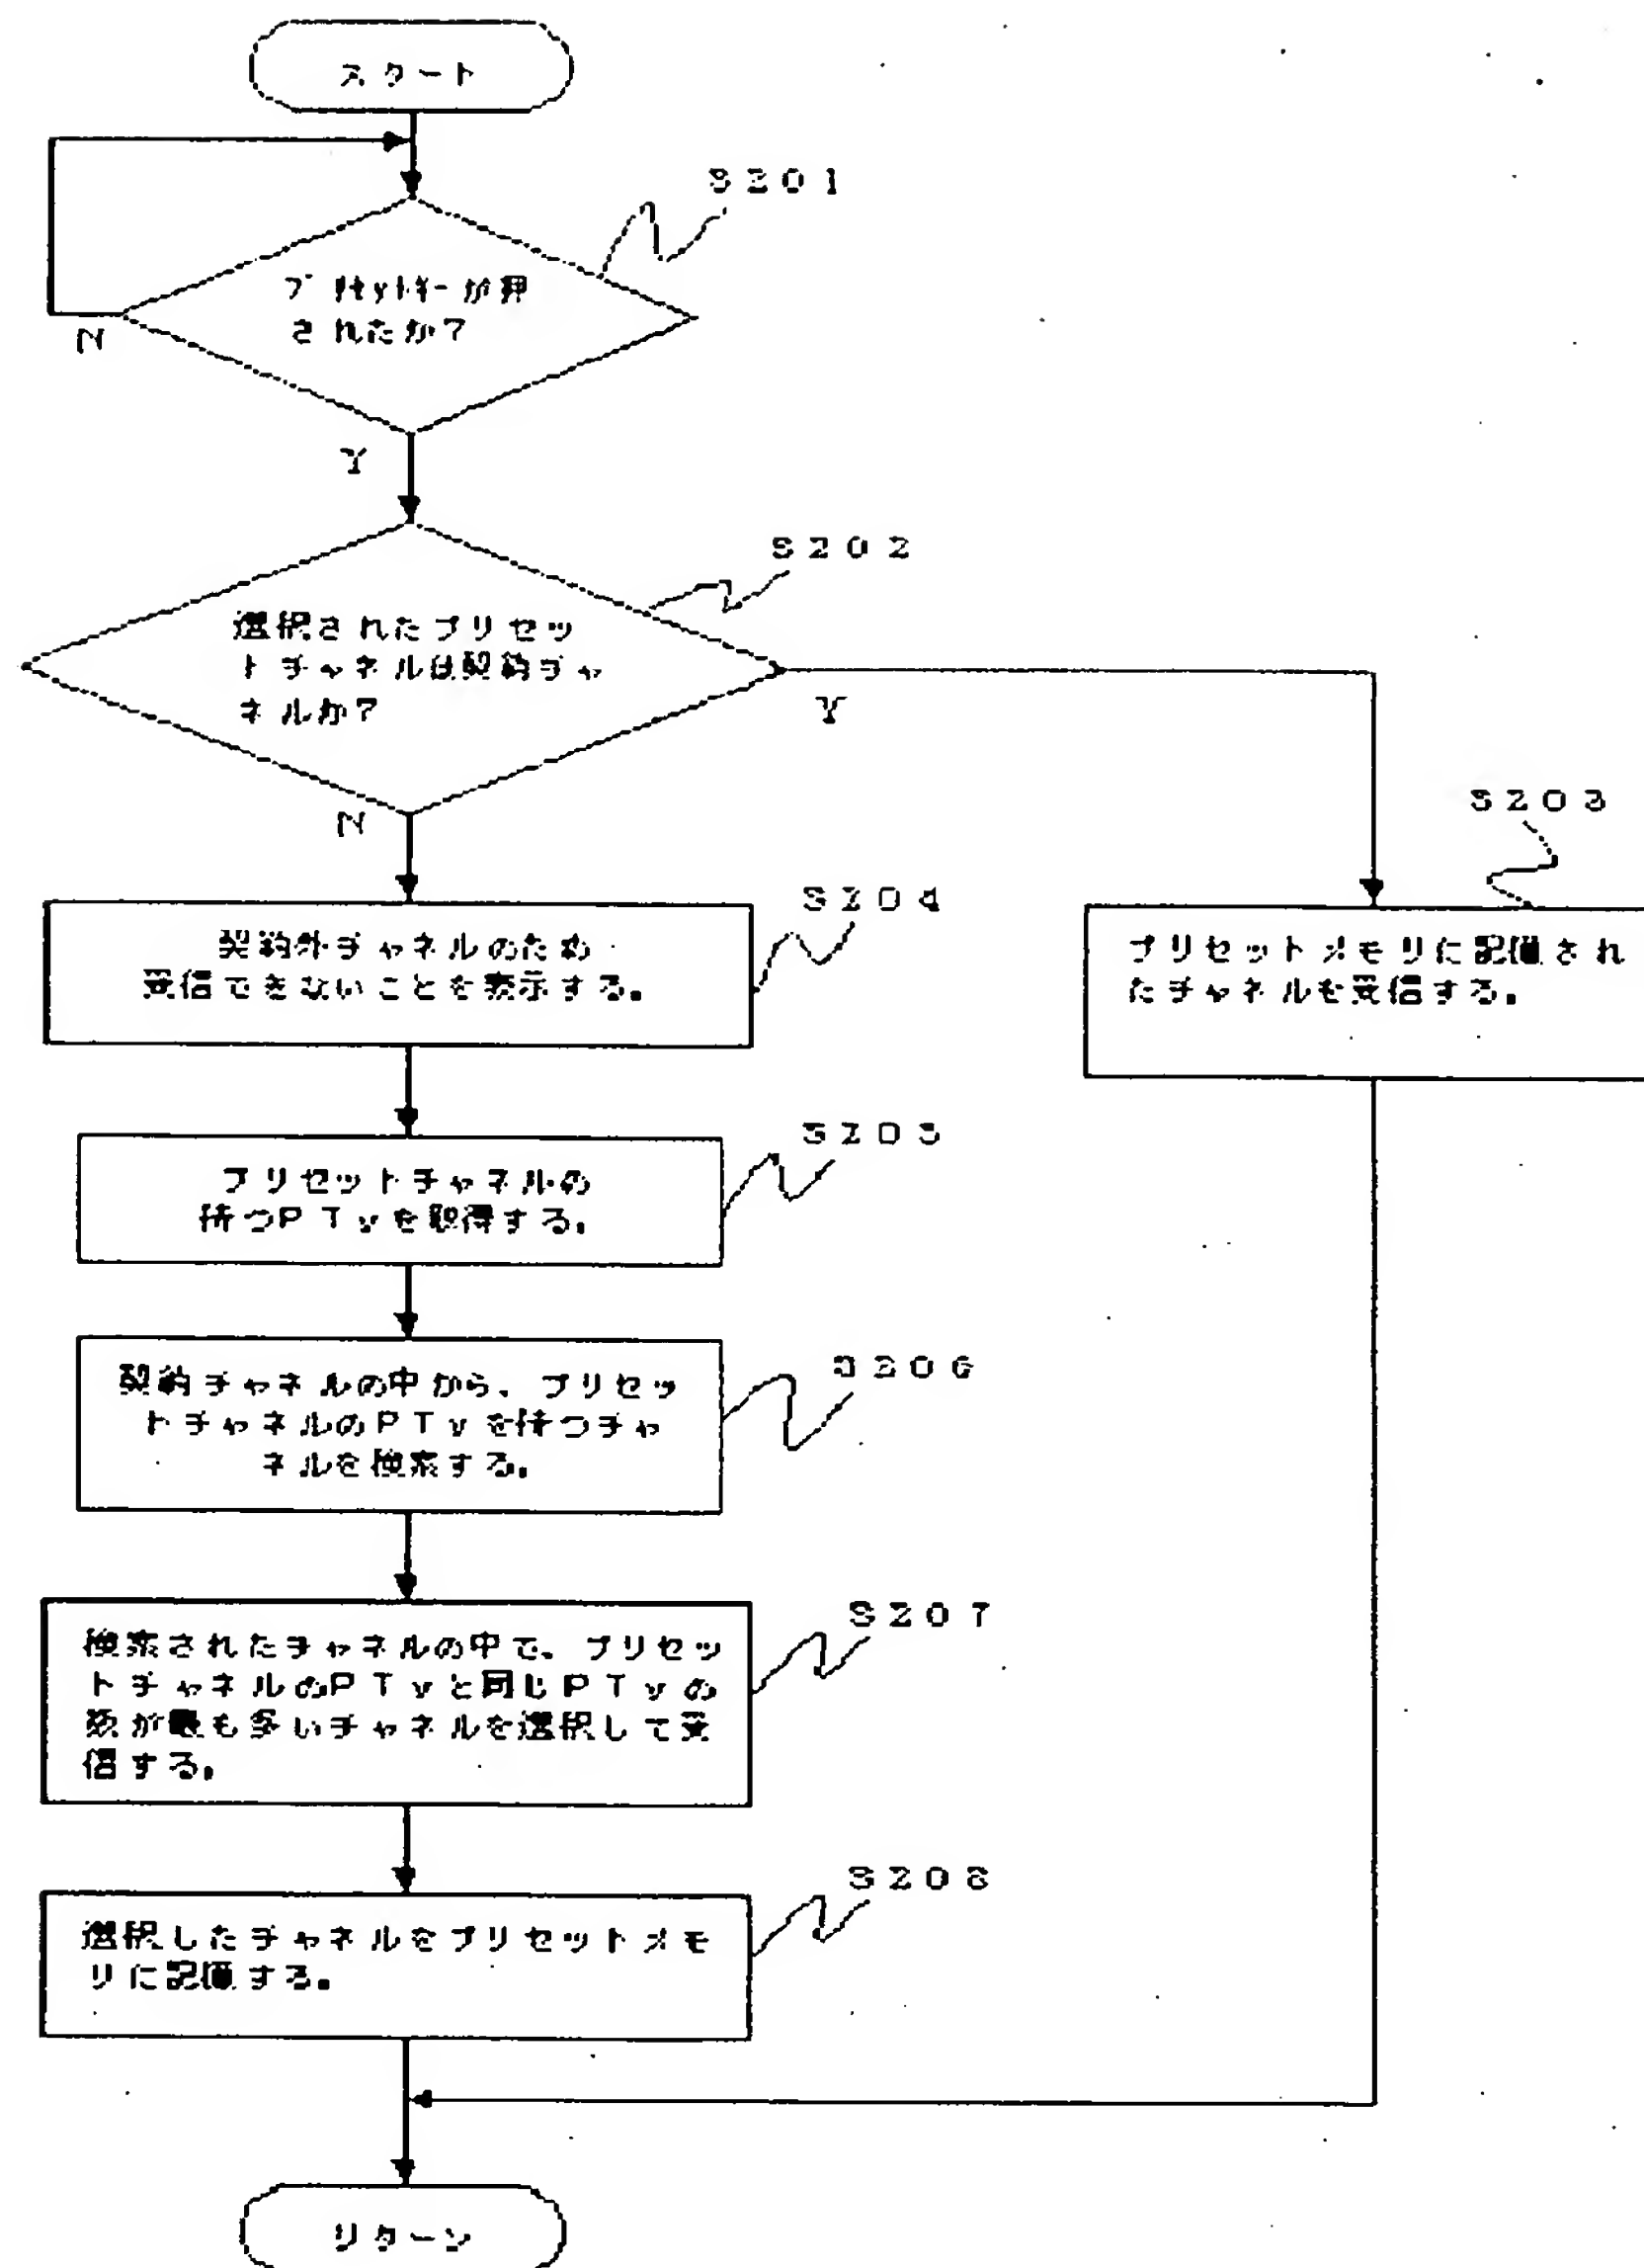 スタート
S201
プリセットキーが押
されたか?
N
Y
S202
選択されたプリセッ
トチャネルは契約チャ
ネルか?
Y
N
S203
プリセットメモリに記憶され
たチャネルを受信する。
S204
契約外チャネルのため
受信できないことを表示する。
S205
プリセットチャネルの
持つPTyを取得する。
S206
契約チャネルの中から、プリセッ
トチャネルのPTyを持つチャ
ネルを検索する。
S207
検索されたチャネルの中で、プリセッ
トチャネルのPTyと同じPTyの
数が最も多いチャネルを選択して受
信する。
S208
選択したチャネルをプリセットメモ
リに記憶する。
リターン